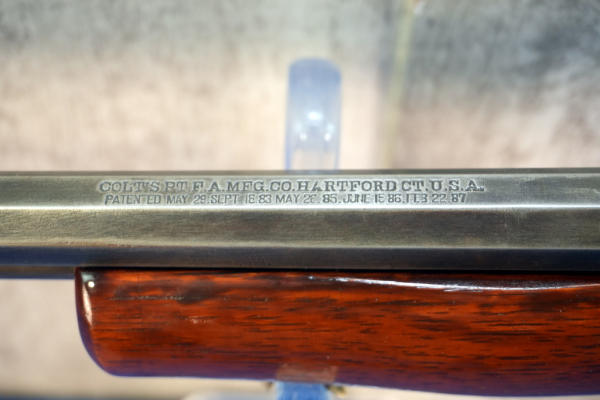 COLT'S PT. F. A. MFG. CO. HARTFORD CT. U.S.A.
PATENTED MAY 29. SEPT 18 83 MAY 26. 85. JUNE 15 86. FEB 22. 87